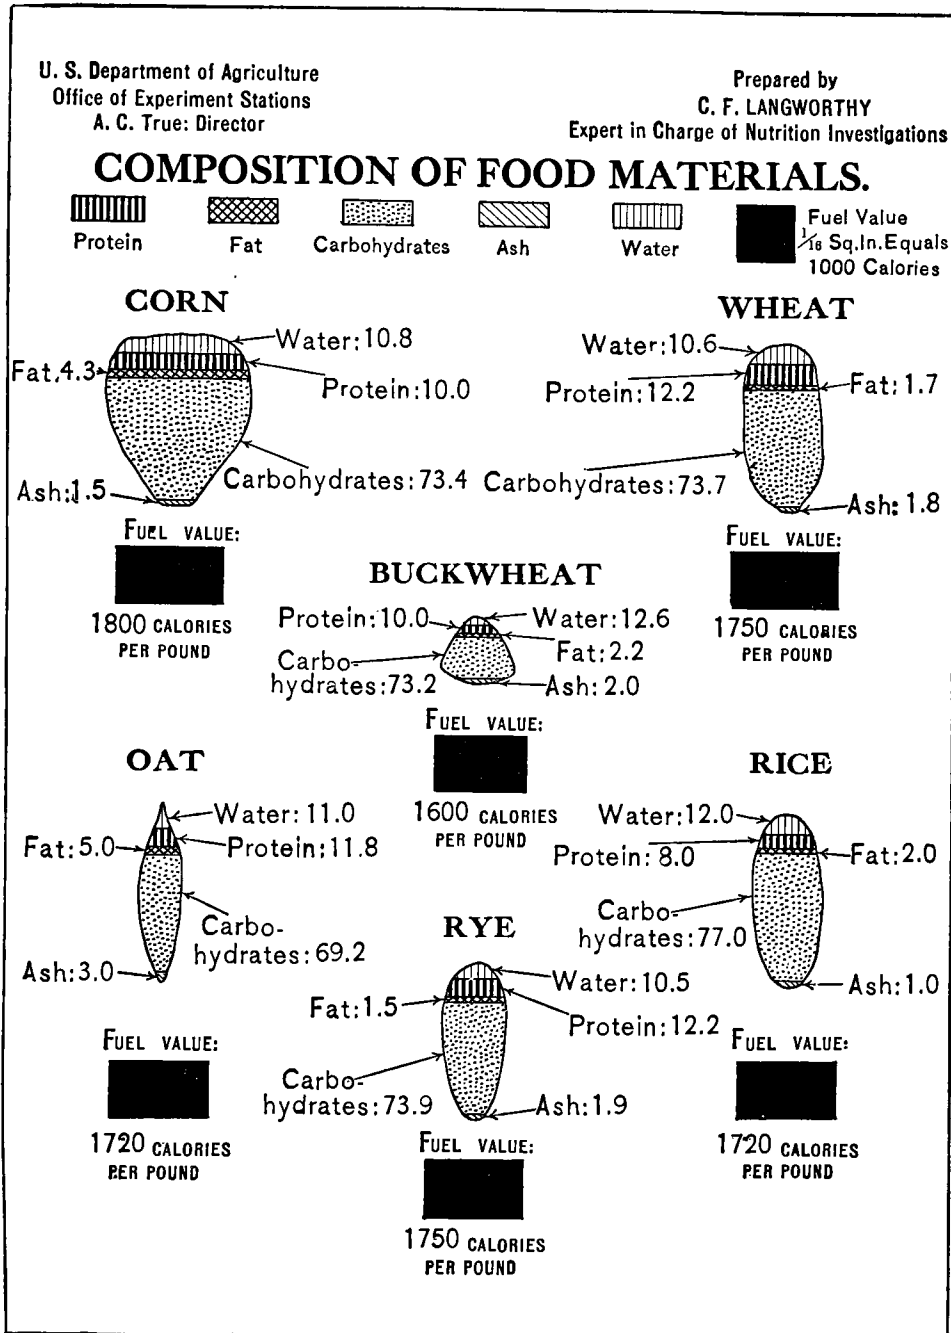 U. S. Department of Agriculture
Office of Experiment Stations
A. C. True: Director
Prepared by
C. F. LANGWORTHY
Expert in Charge of Nutrition Investigations
COMPOSITION OF FOOD MATERIALS.
Protein
Fat
Carbohydrates
Ash
Water
Fuel Value
1/16 Sq.In.Equals
1000 Calories
CORN
Water:10.8
Fat:4.3
Protein:10.0
Carbohydrates:73.4
Ash:1.5
FUEL VALUE:
1800 CALORIES
PER POUND
WHEAT
Water:10.6
Protein:12.2
Fat:1.7
Carbohydrates:73.7
Ash:1.8
FUEL VALUE:
1750 CALORIES
PER POUND
BUCKWHEAT
Protein:10.0
Water:12.6
Fat:2.2
Carbo-
hydrates:73.2
Ash:2.0
FUEL VALUE:
1600 CALORIES
PER POUND
OAT
Water:11.0
Fat:5.0
Protein:11.8
Carbo-
hydrates:69.2
Ash:3.0
FUEL VALUE:
1720 CALORIES
PER POUND
RICE
Water:12.0
Protein:8.0
Fat:2.0
Carbo-
hydrates:77.0
Ash:1.0
FUEL VALUE:
1720 CALORIES
PER POUND
RYE
Water:10.5
Fat:1.5
Protein:12.2
Carbo-
hydrates:73.9
Ash:1.9
FUEL VALUE:
1750 CALORIES
PER POUND